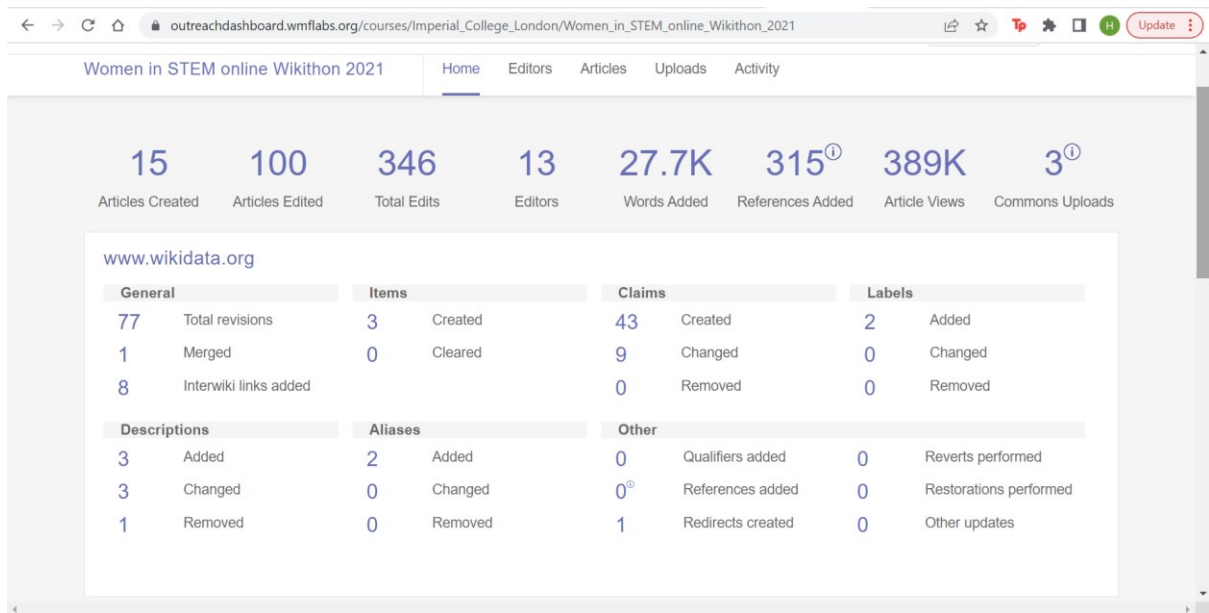 outreachdashboard.wmflabs.org/courses/Imperial_College_London/Women_in_STEM_online_Wikithon_2021 Tp H Update
Women in STEM online Wikithon 2021 Home Editors Articles Uploads Activity
15 100 346 13 27.7K 315 389K 3
Articles Created Articles Edited Total Edits Editors Words Added References Added Article Views Commons Uploads
www.wikidata.org
General Items Claims Labels
77 Total revisions 3 Created 43 Created 2 Added
1 Merged 0 Cleared 9 Changed 0 Changed
8 Interwiki links added 0 Removed 0 Removed
Descriptions Aliases Other
3 Added 2 Added 0 Qualifiers added 0 Reverts performed
3 Changed 0 Changed 0 References added 0 Restorations performed
1 Removed 0 Removed 1 Redirects created 0 Other updates